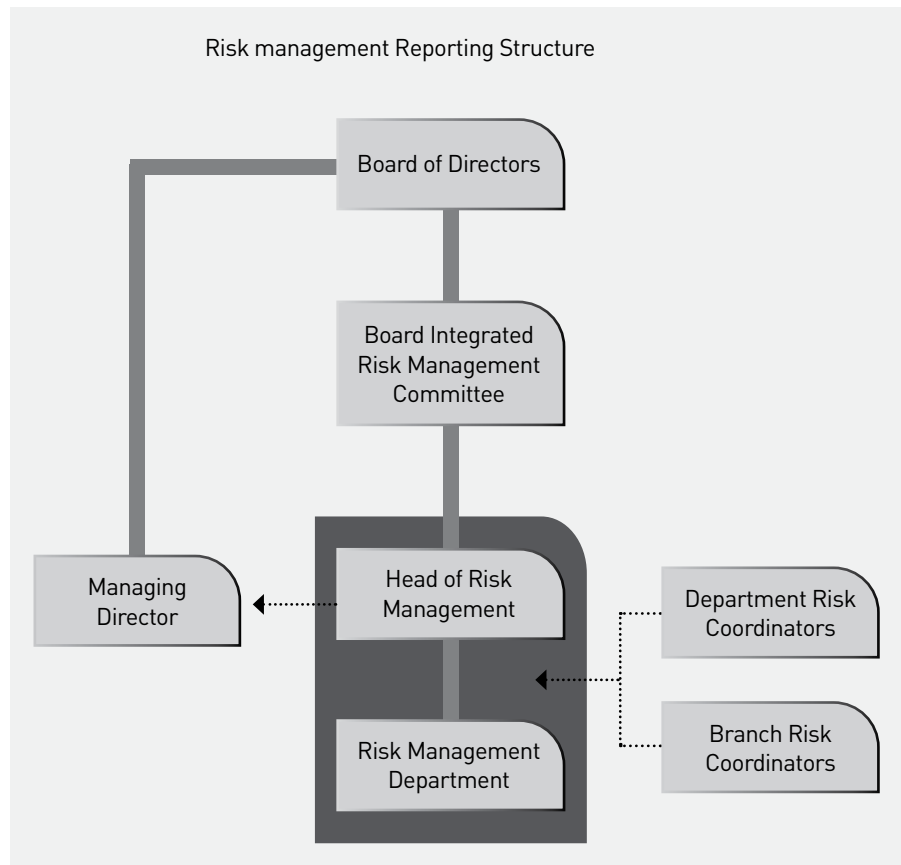 Risk management Reporting Structure
Board of Directors
Board Integrated
Risk Management
Committee
Managing
Director
Head of Risk
Management
Department Risk
Coordinators
Risk Management
Department
Branch Risk
Coordinators